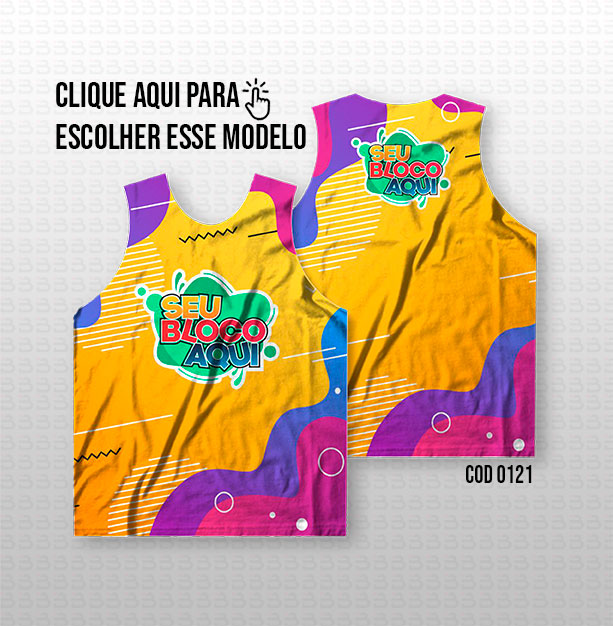 CLIQUE AQUI PARA
ESCOLHER ESSE MODELO
SEU
BLOCO
AQUI
SEU
BLOCO
AQUI
COD 0121